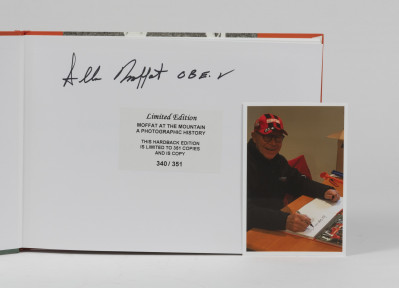 Allan Moffat OBE.
Limited Edition
MOFFAT AT THE MOUNTAIN
A PHOTOGRAPHIC HISTORY
THIS HARDBACK EDITION
IS LIMITED TO 351 COPIES
AND IS COPY
340 / 351